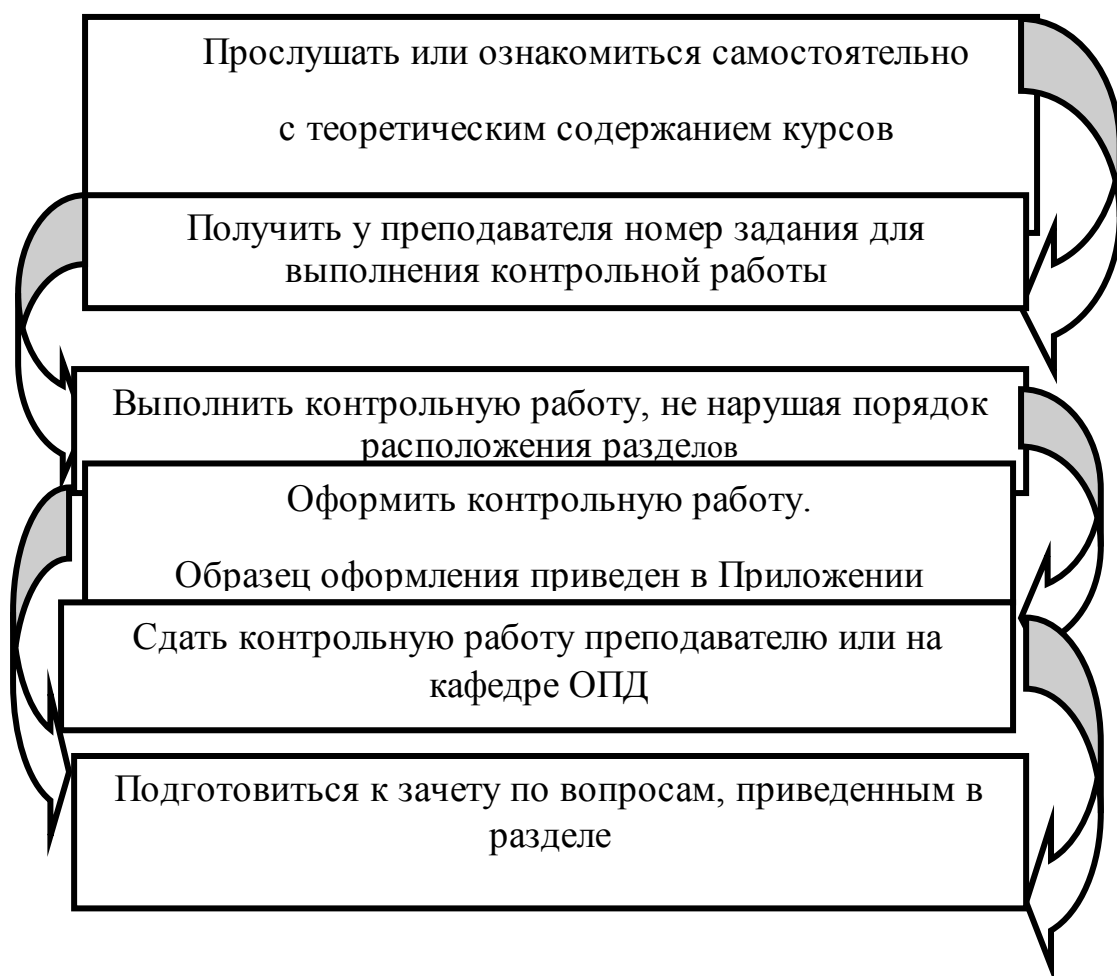 Прослушать или ознакомиться самостоятельно
с теоретическим содержанием курсов
Получить у преподавателя номер задания для
выполнения контрольной работы
Выполнить контрольную работу, не нарушая порядок
расположения разделов
Оформить контрольную работу.
Образец оформления приведен в Приложении
Сдать контрольную работу преподавателю или на
кафедре ОПД
Подготовиться к зачету по вопросам, приведенным в
разделе